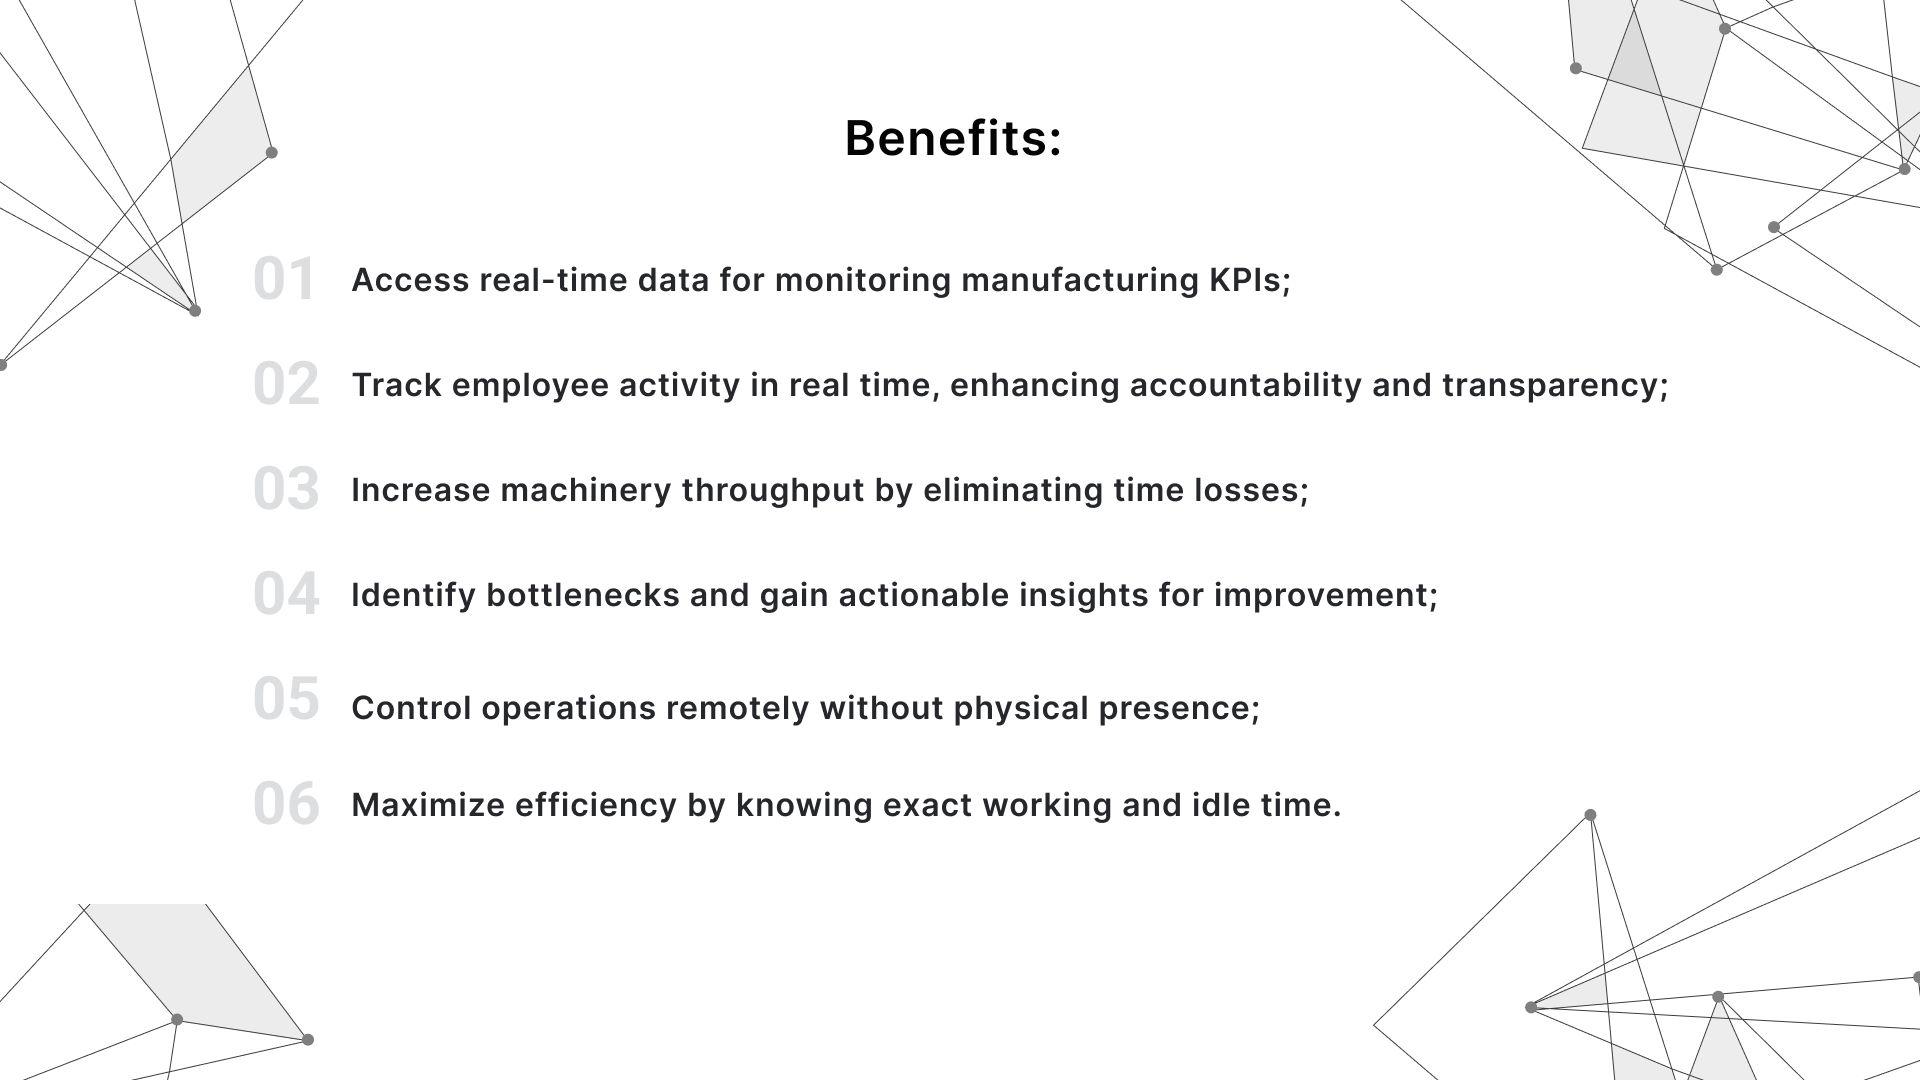 Benefits:
01 Access real-time data for monitoring manufacturing KPIs;
02 Track employee activity in real time, enhancing accountability and transparency;
03 Increase machinery throughput by eliminating time losses;
04 Identify bottlenecks and gain actionable insights for improvement;
05 Control operations remotely without physical presence;
06 Maximize efficiency by knowing exact working and idle time.